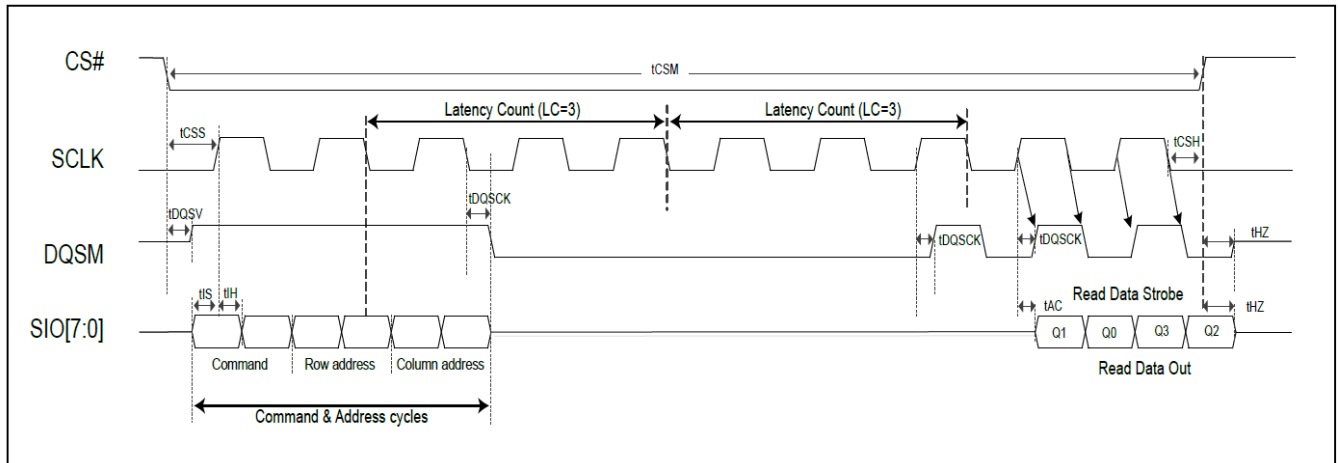 CS#
tCSM
Latency Count (LC=3)
Latency Count (LC=3)
tCSS
SCLK
tCSH
tDQSCK
tDQSV
DQSM
tDQSCK
tDQSCK
tHZ
tIS
tIH
Read Data Strobe
tAC
tHZ
SIO[7:0]
Q1
Q0
Q3
Q2
Command
Row address
Column address
Read Data Out
Command & Address cycles